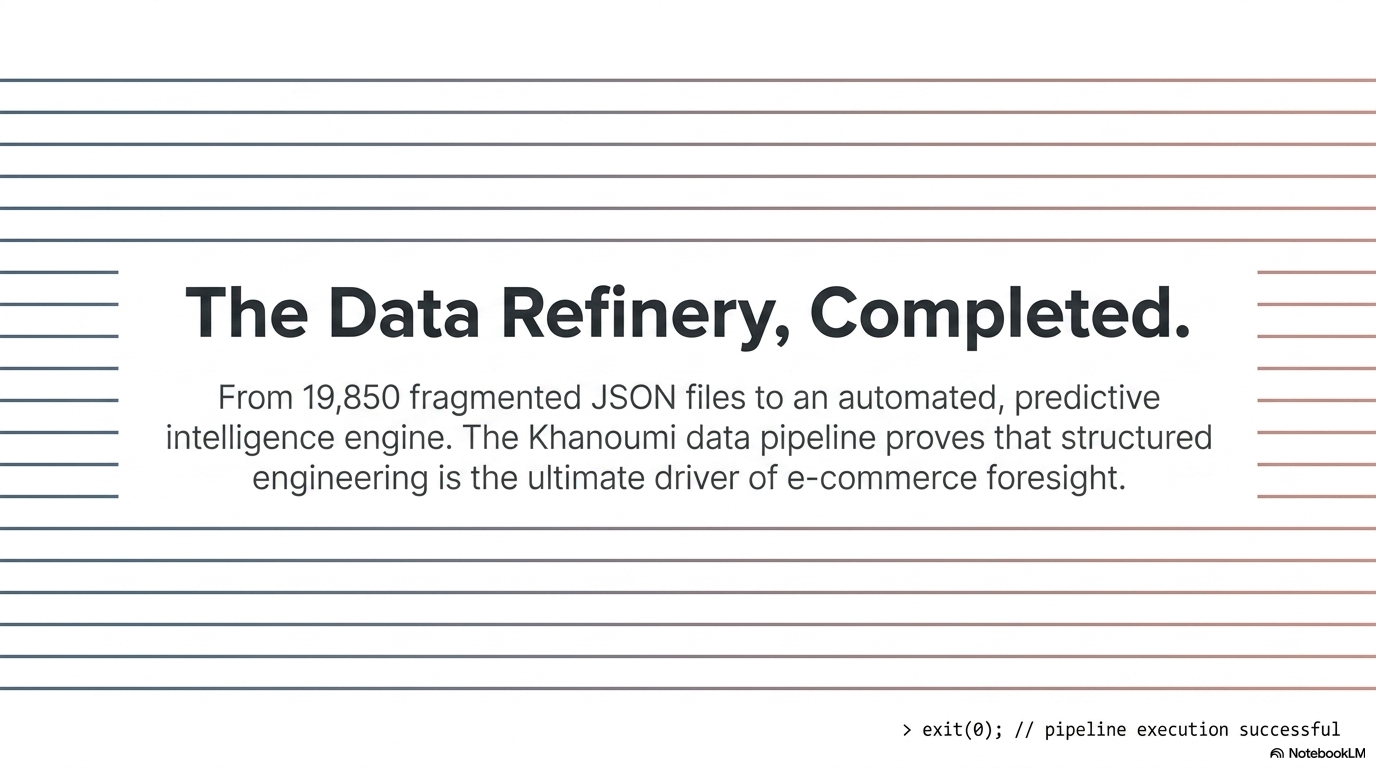 The Data Refinery, Completed.
From 19,850 fragmented JSON files to an automated, predictive
intelligence engine. The Khanoumi data pipeline proves that structured
engineering is the ultimate driver of e-commerce foresight.
> exit(0); // pipeline execution successful
NotebookLM